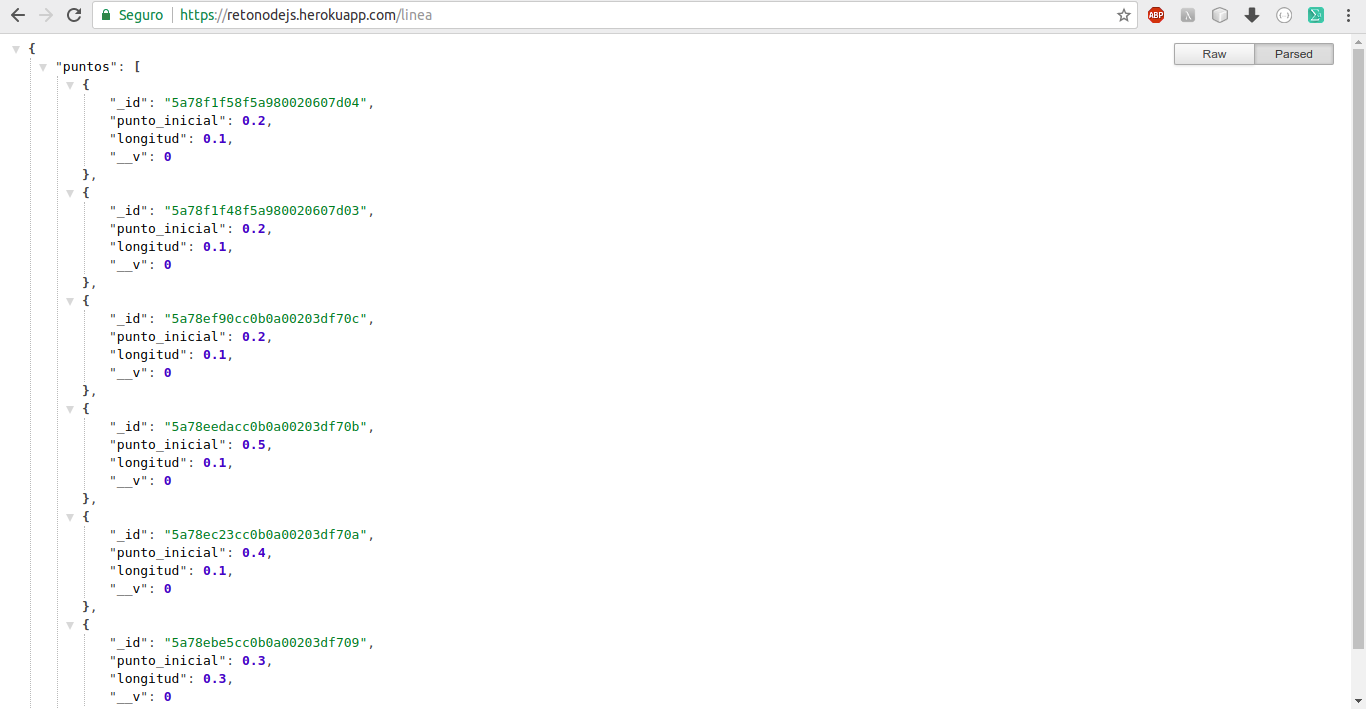 Seguro https://retonodejs.herokuapp.com/linea ABP
Raw Parsed
{
"puntos": [
{
"_id": "5a78f1f58f5a980020607d04",
"punto_inicial": 0.2,
"longitud": 0.1,
"__v": 0
},
{
"_id": "5a78f1f48f5a980020607d03",
"punto_inicial": 0.2,
"longitud": 0.1,
"__v": 0
},
{
"_id": "5a78ef90cc0b0a00203df70c",
"punto_inicial": 0.2,
"longitud": 0.1,
"__v": 0
},
{
"_id": "5a78eedacc0b0a00203df70b",
"punto_inicial": 0.5,
"longitud": 0.1,
"__v": 0
},
{
"_id": "5a78ec23cc0b0a00203df70a",
"punto_inicial": 0.4,
"longitud": 0.1,
"__v": 0
},
{
"_id": "5a78ebe5cc0b0a00203df709",
"punto_inicial": 0.3,
"longitud": 0.3,
"__v": 0